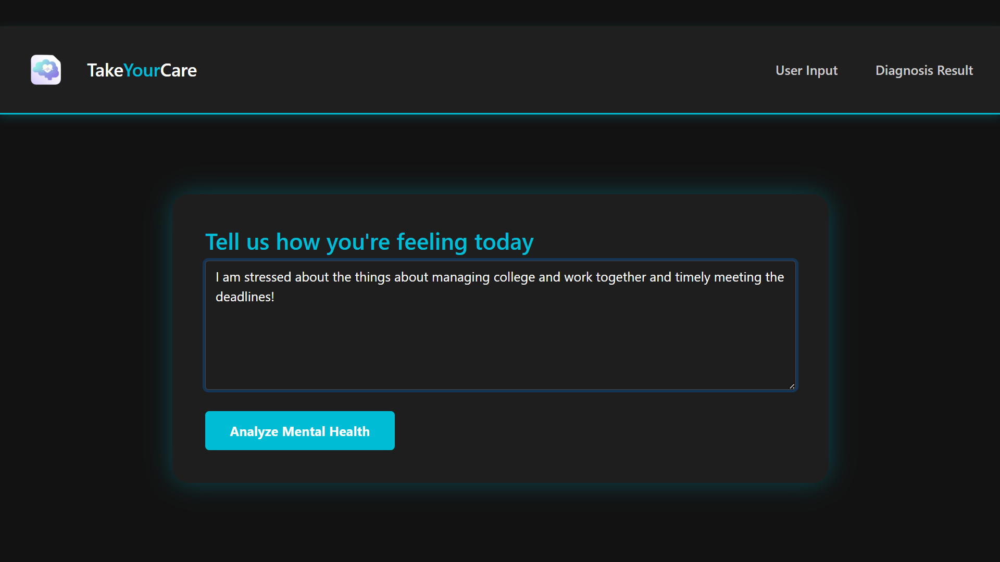 TakeYourCare
User Input
Diagnosis Result
Tell us how you're feeling today
I am stressed about the things about managing college and work together and timely meeting the
deadlines!
Analyze Mental Health